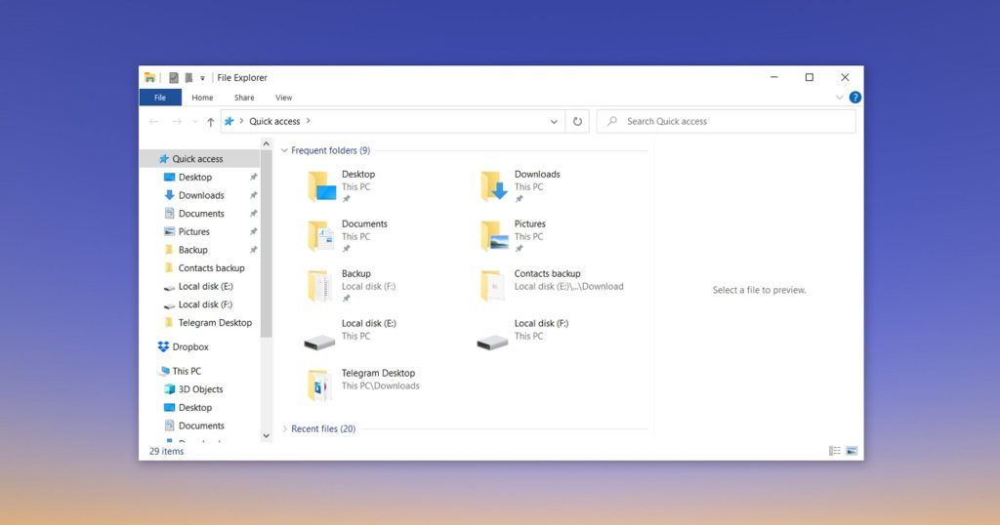 File Explorer
File Home Share View
Quick access
Search Quick access
Quick access
Desktop
Downloads
Documents
Pictures
Backup
Contacts backup
Local disk (E:)
Local disk (F:)
Telegram Desktop
Dropbox
This PC
3D Objects
Desktop
Documents
Frequent folders (9)
Desktop
This PC
Downloads
This PC
Documents
This PC
Pictures
This PC
Backup
Local disk (F:)
Contacts backup
Local disk (E:)\...\Download
Local disk (E:)
This PC
Local disk (F:)
This PC
Telegram Desktop
This PC\Downloads
Recent files (20)
Select a file to preview.
29 items